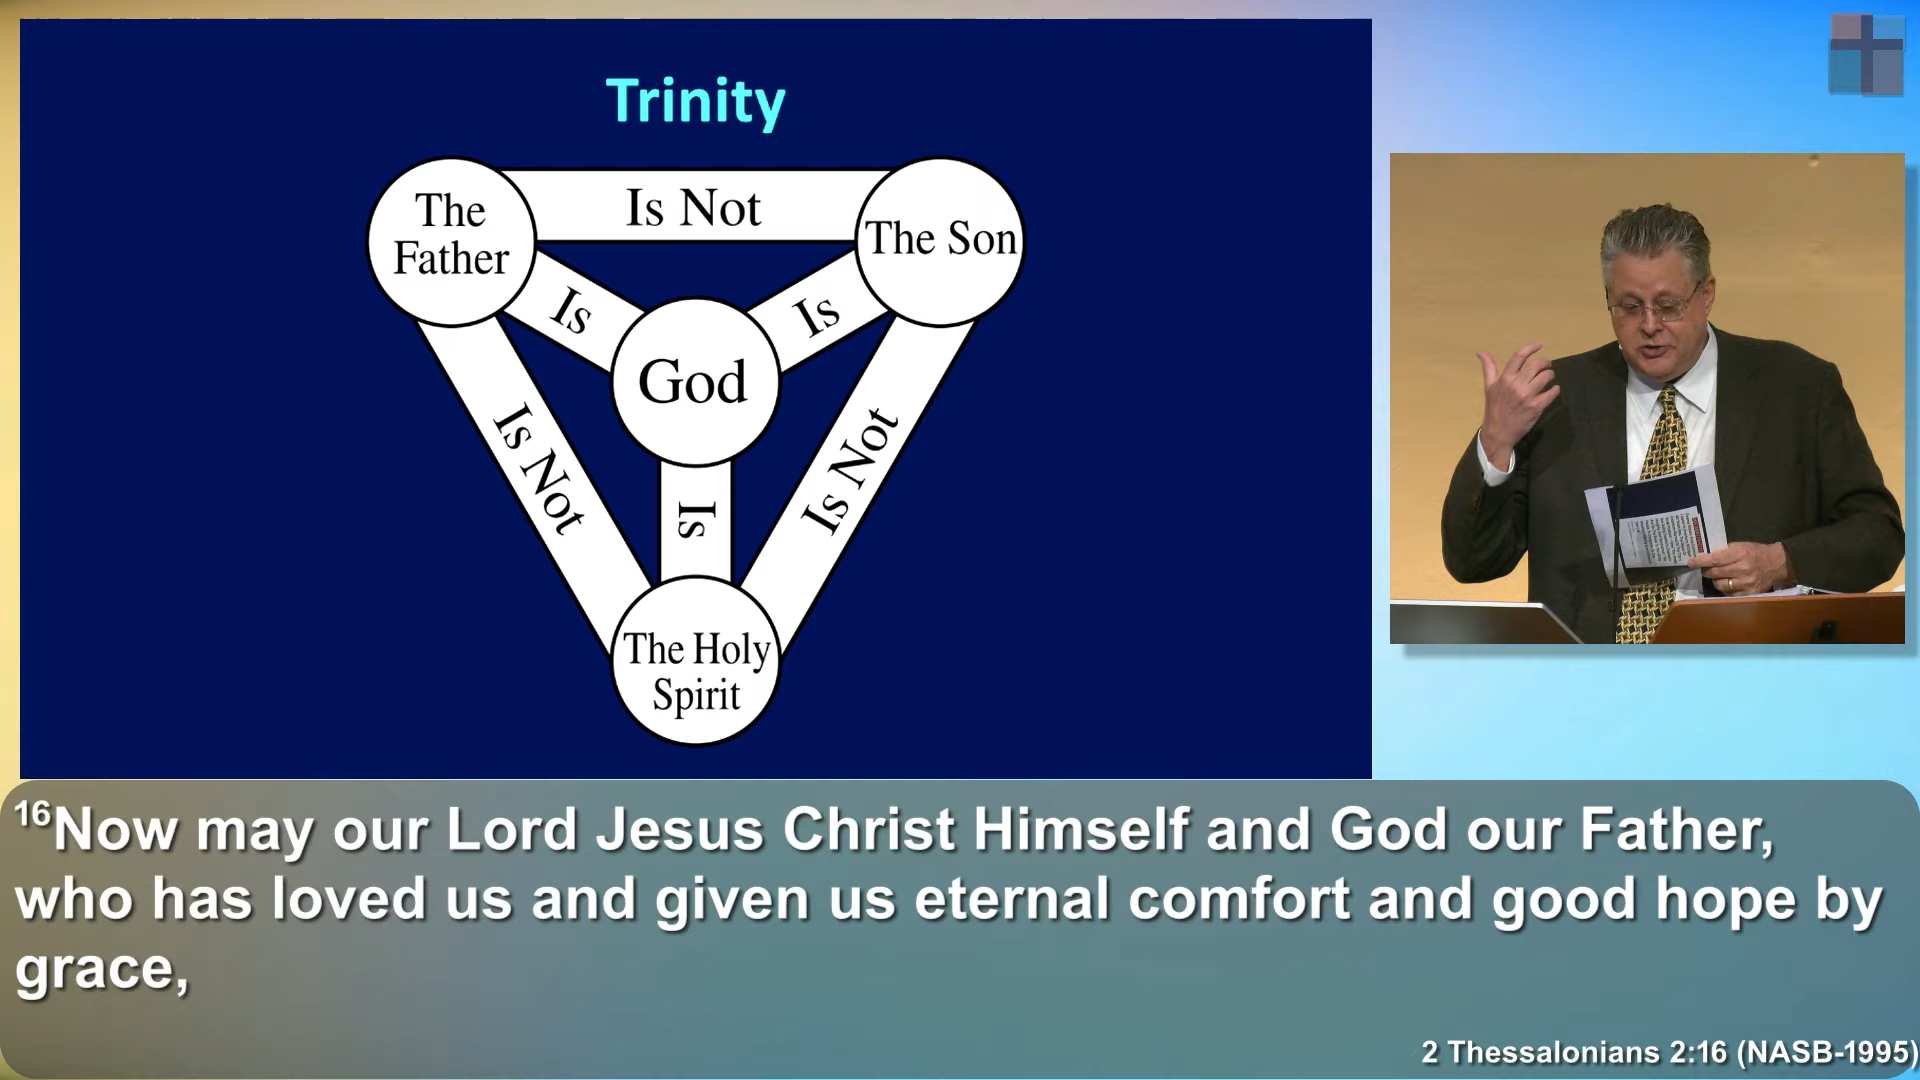 Trinity
The
Father
Is Not
The Son
Is
Is
God
Is Not
Is
Is Not
The Holy
Spirit
16Now may our Lord Jesus Christ Himself and God our Father,
who has loved us and given us eternal comfort and good hope by
grace,
2 Thessalonians 2:16 (NASB-1995)